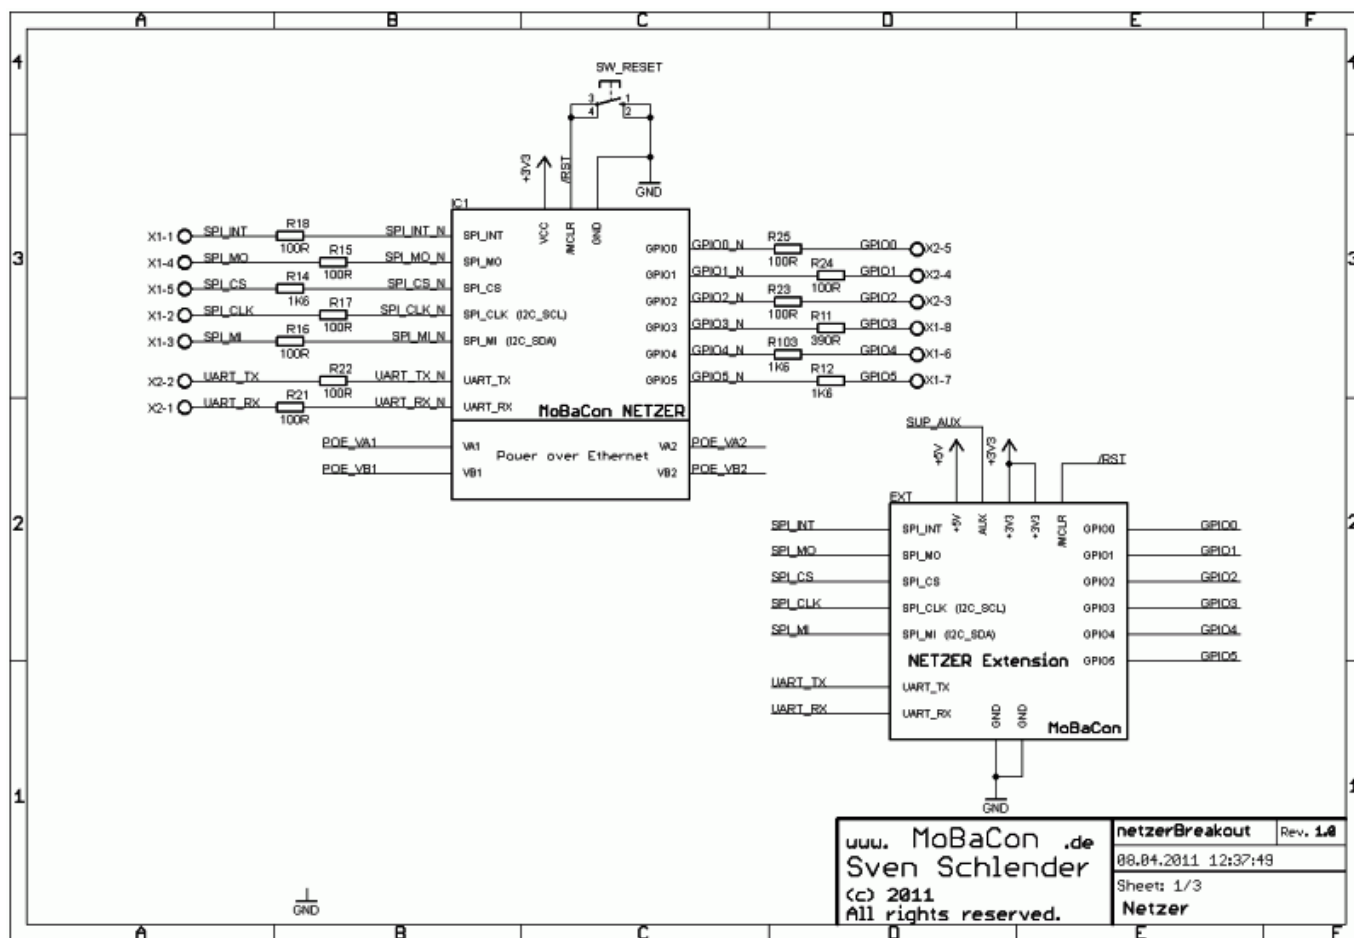 A B C D E F
4 4
SW_RESET
3 1
4 2
+3V3
/RST
GND
IC1
X1-1 SPI_INT R18 100R SPI_INT_N SPI_INT
X1-4 SPI_MO R15 100R SPI_MO_N SPI_MO
X1-5 SPI_CS R14 1K6 SPI_CS_N SPI_CS
X1-2 SPI_CLK R17 100R SPI_CLK_N SPI_CLK (I2C_SCL)
X1-3 SPI_MI R16 100R SPI_MI_N SPI_MI (I2C_SDA)
X2-2 UART_TX R22 100R UART_TX_N UART_TX
X2-1 UART_RX R21 100R UART_RX_N UART_RX
VCC /MCLR GND
GPIO0 GPIO0_N R25 100R GPIO0 X2-5
GPIO1 GPIO1_N R24 100R GPIO1 X2-4
GPIO2 GPIO2_N R23 100R GPIO2 X2-3
GPIO3 GPIO3_N R11 390R GPIO3 X1-8
GPIO4 GPIO4_N R103 1K6 GPIO4 X1-6
GPIO5 GPIO5_N R12 1K6 GPIO5 X1-7
3 3
MoBaCon NETZER
POE_VA1 VA1 VA2 POE_VA2
Power over Ethernet
POE_VB1 VB1 VB2 POE_VB2
SUP_AUX
+5V +3V3 /RST
EXT
2 2
+5V AUX +3V3 +3V3 /MCLR
SPI_INT SPI_INT GPIO0 GPIO0
SPI_MO SPI_MO GPIO1 GPIO1
SPI_CS SPI_CS GPIO2 GPIO2
SPI_CLK SPI_CLK (I2C_SCL) GPIO3 GPIO3
SPI_MI SPI_MI (I2C_SDA) GPIO4 GPIO4
NETZER Extension GPIO5 GPIO5
UART_TX UART_TX
UART_RX UART_RX
GND GND
MoBaCon
GND
1 1
GND
www. MoBaCon .de
Sven Schlender
(c) 2011
All rights reserved.
netzerBreakout Rev. 1.0
08.04.2011 12:37:49
Sheet: 1/3
Netzer
A B C D E F